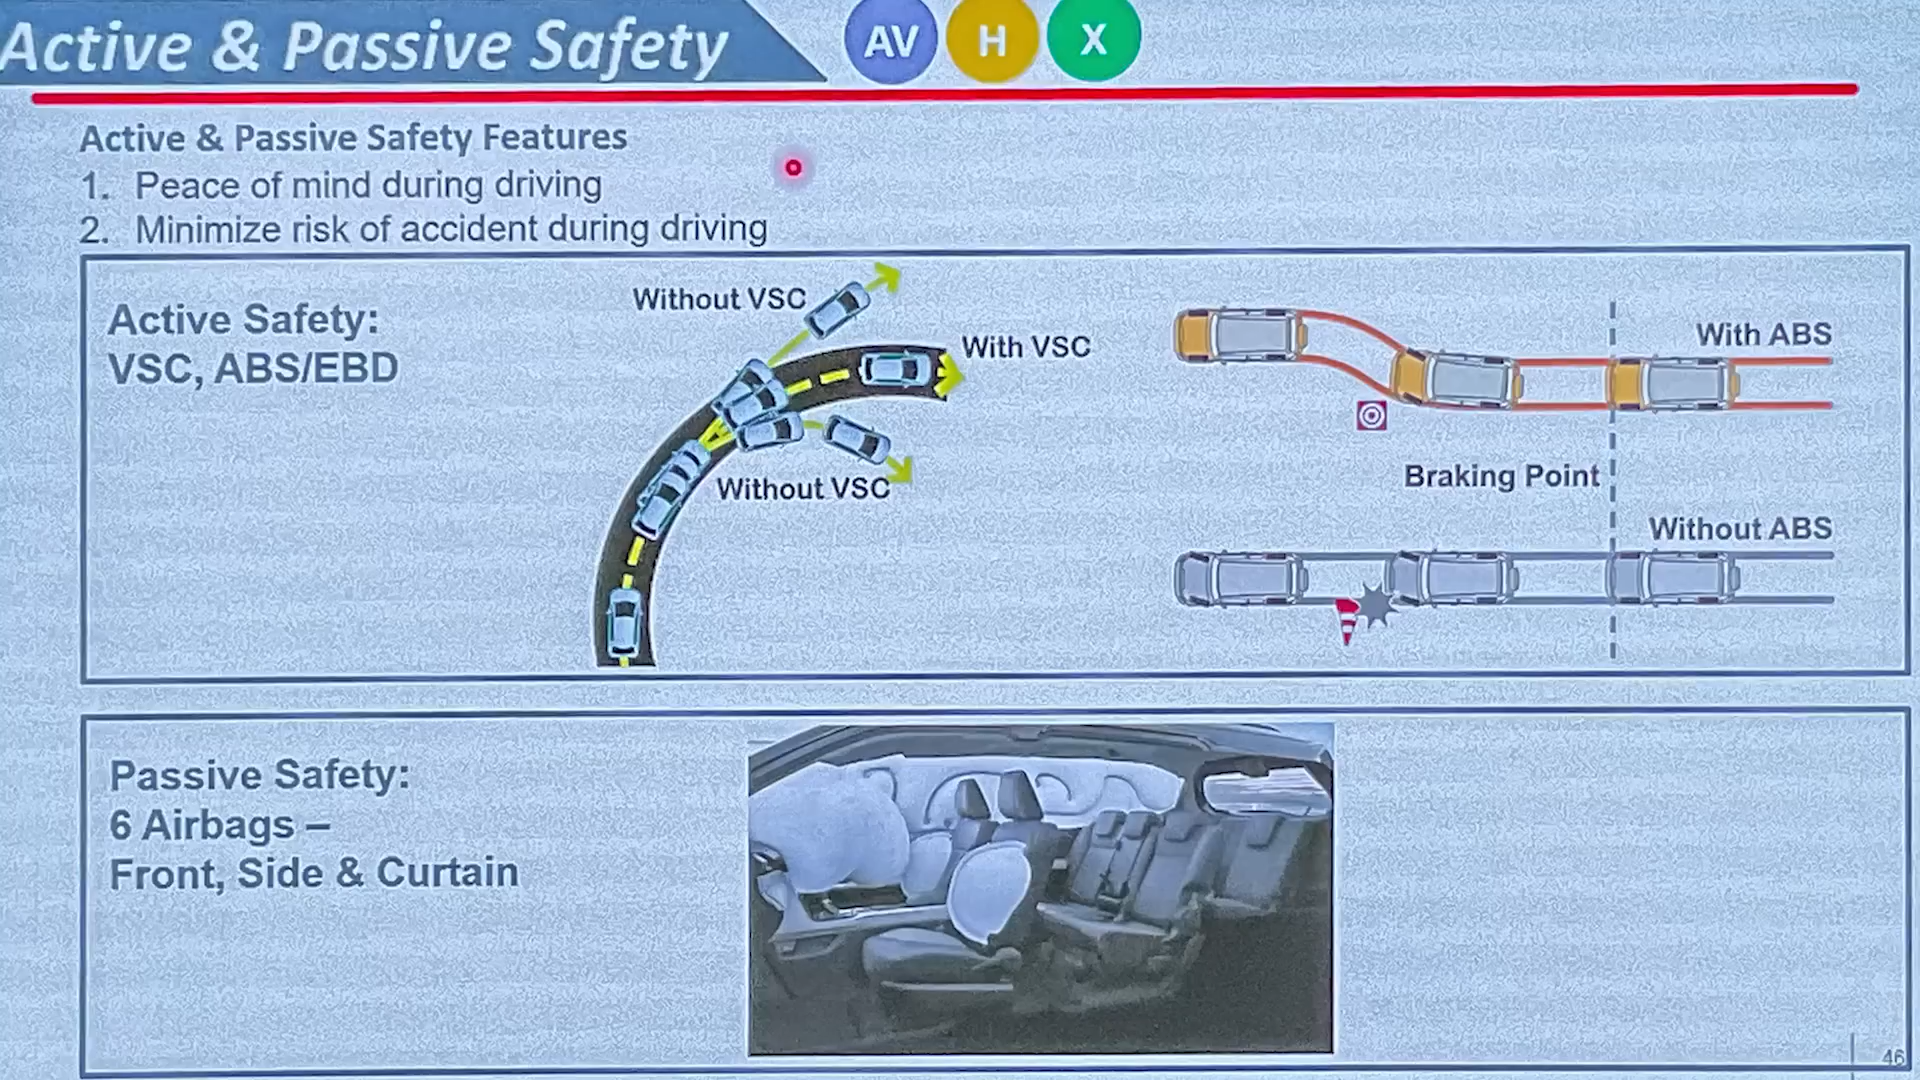 Active & Passive Safety
AV H X
Active & Passive Safety Features
1. Peace of mind during driving
2. Minimize risk of accident during driving
Active Safety:
VSC, ABS/EBD
Without VSC
With VSC
Without VSC
With ABS
Braking Point
Without ABS
Passive Safety:
6 Airbags –
Front, Side & Curtain
46